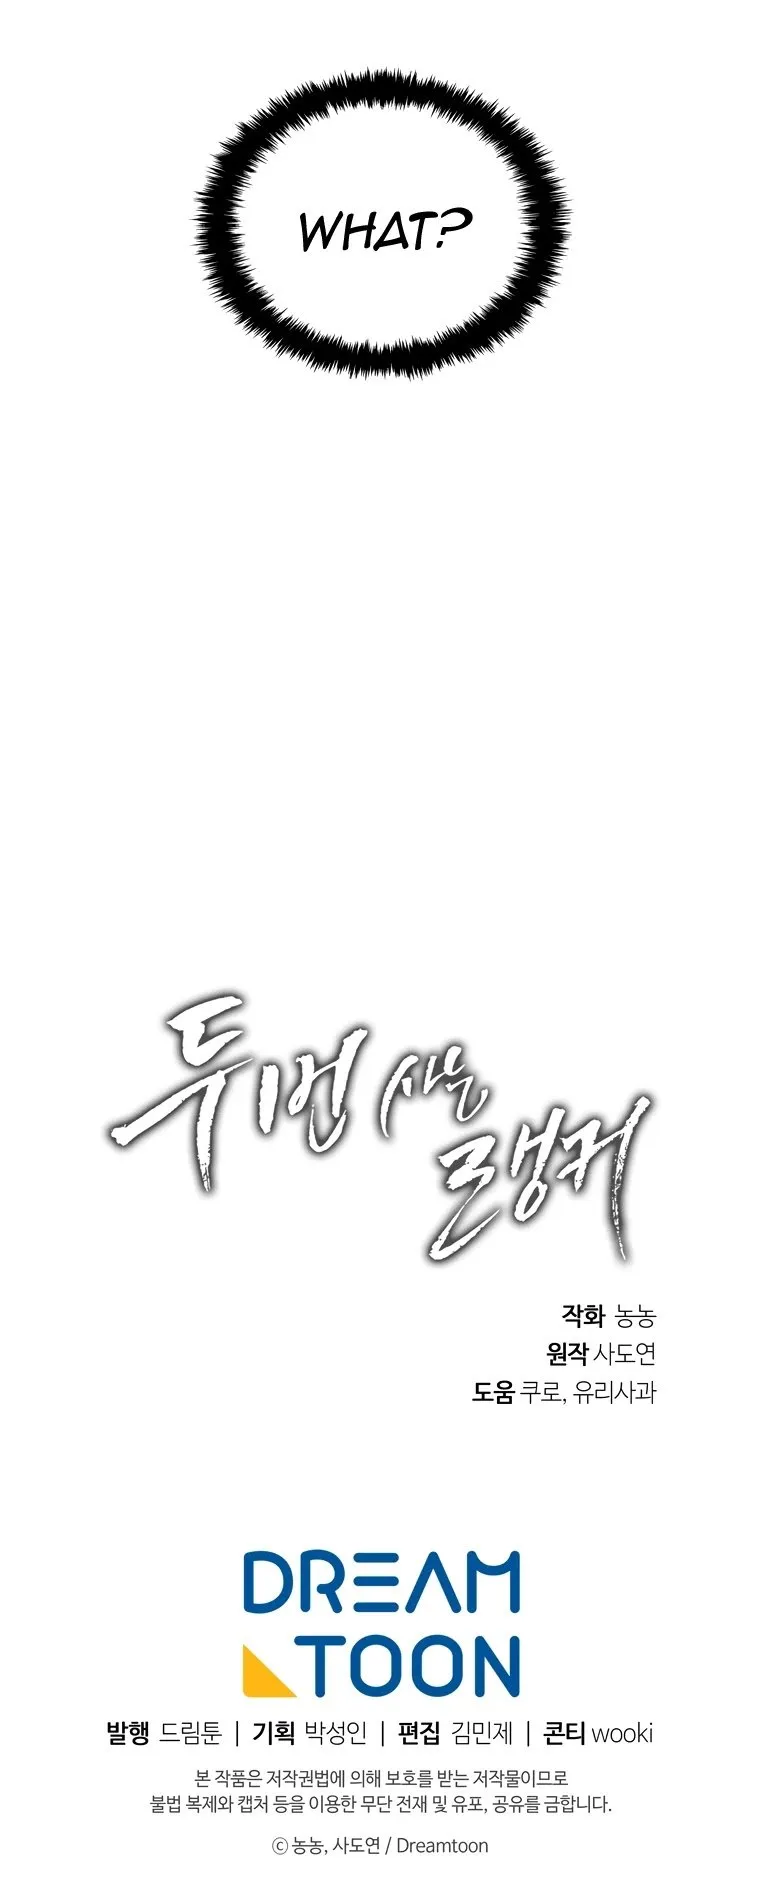 WHAT?
두번 사는
랭커
작화 농농
원작 사도연
도움 쿠로, 유리사과
DREAM
TOON
발행 드림툰 | 기획 박성인 | 편집 김민제 | 콘티 wooki
본 작품은 저작권법에 의해 보호를 받는 저작물이므로
불법 복제와 캡처 등을 이용한 무단 전재 및 유포, 공유를 금합니다.
ⓒ 농농, 사도연 / Dreamtoon